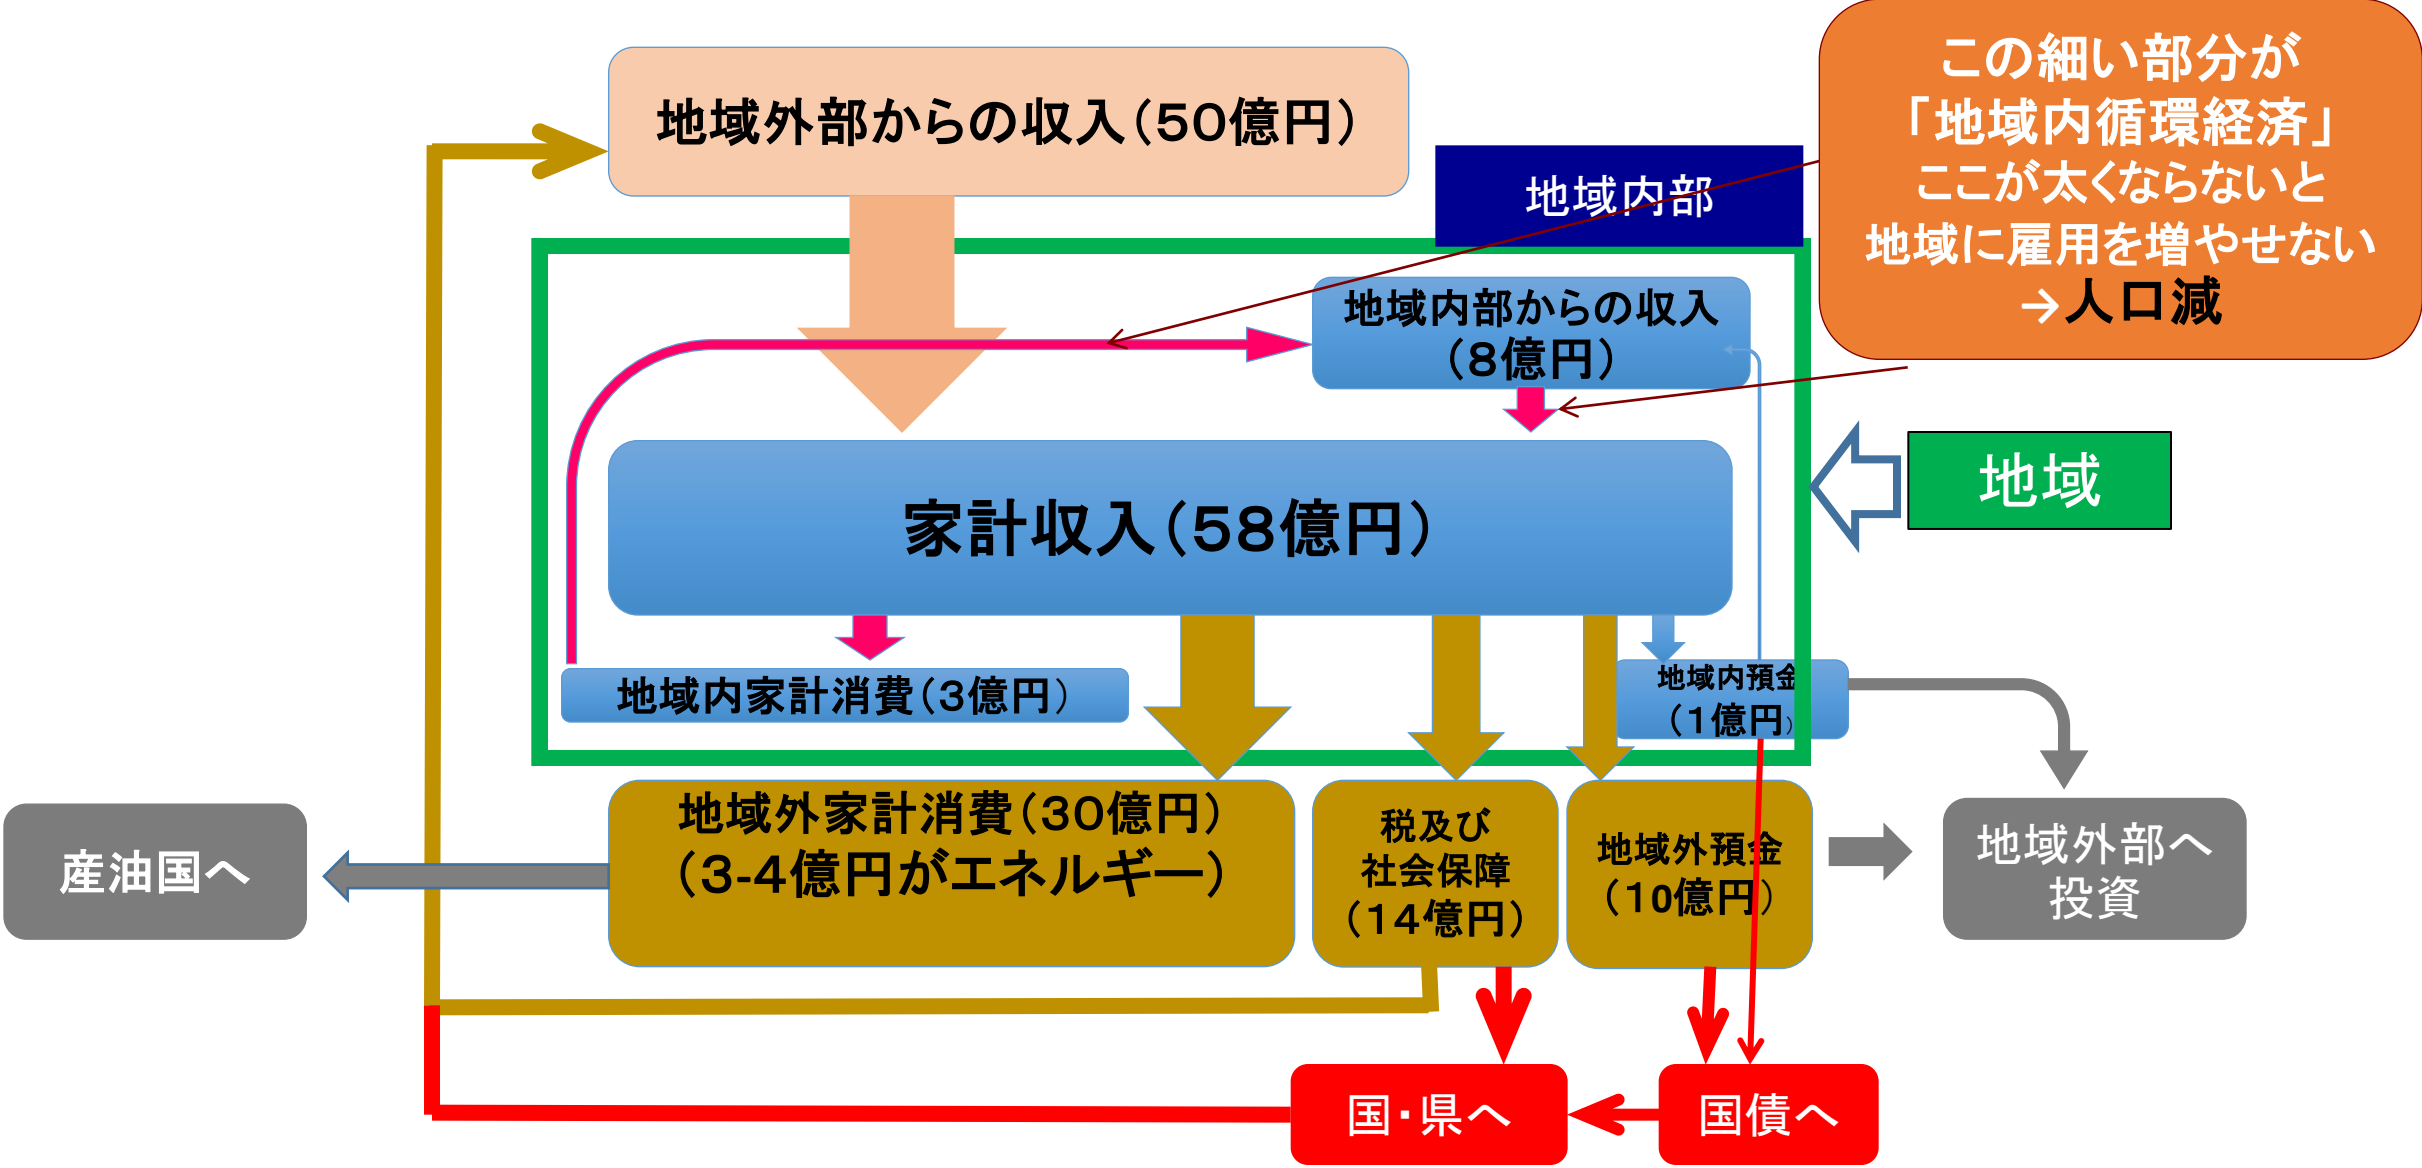 この細い部分が
「地域内循環経済」
ここが太くならないと
地域に雇用を増やせない
→人口減
地域外部からの収入（50億円）
地域内部
地域内部からの収入
（8億円）
地域
家計収入（58億円）
地域内家計消費（3億円）
地域内預金
（1億円）
地域外家計消費（30億円）
（3-4億円がエネルギー）
税及び
社会保障
（14億円）
地域外預金
（10億円）
産油国へ
地域外部へ
投資
国・県へ
国債へ